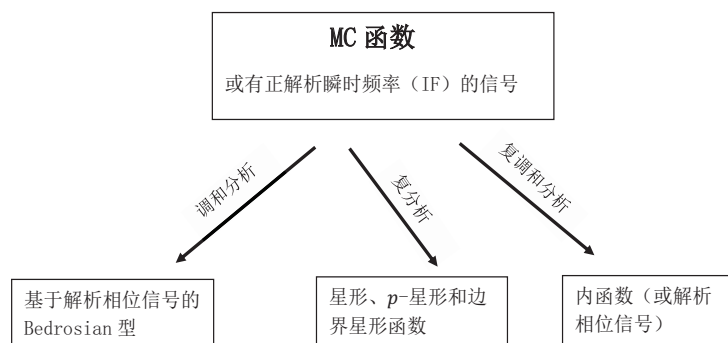 MC 函数
或有正解析瞬时频率（IF）的信号
调和分析
复分析
复调和分析
基于解析相位信号的
Bedrosian 型
星形、p-星形和边
界星形函数
内函数（或解析
相位信号）